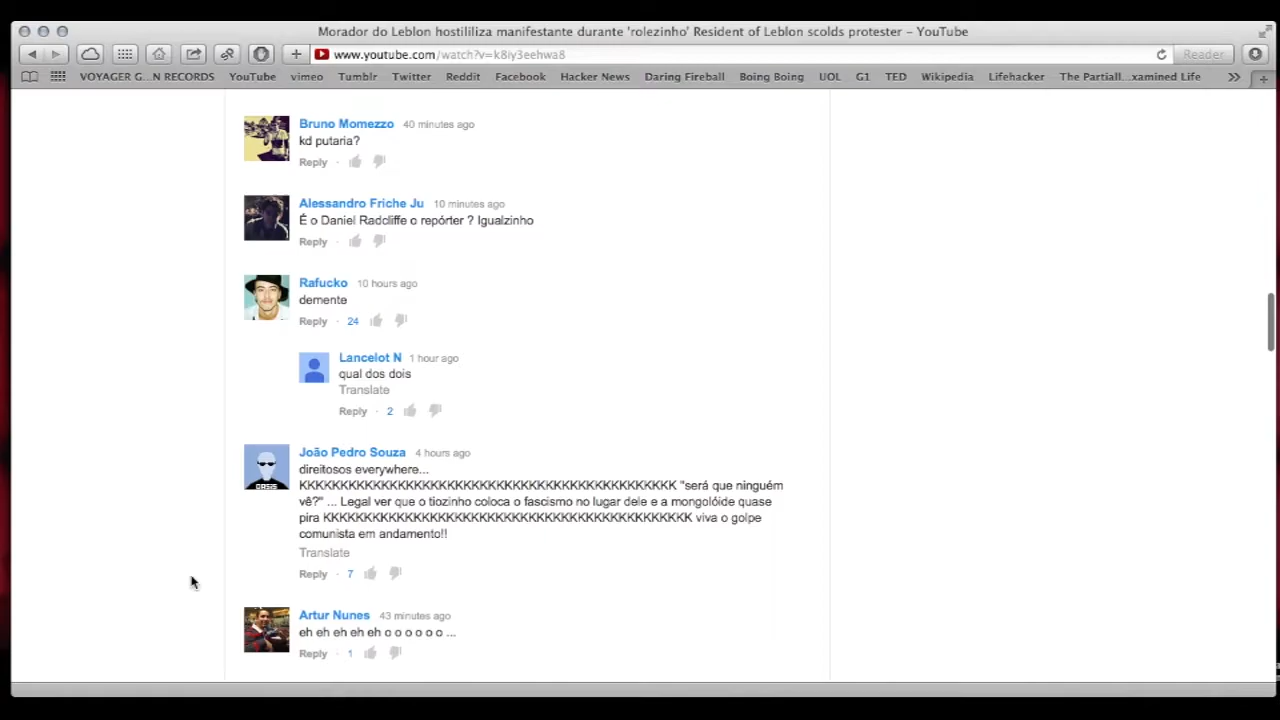 Morador do Leblon hostililiza manifestante durante 'rolezinho' Resident of Leblon scolds protester – YouTube
www.youtube.com/watch?v=k8iy3eehwa8
Reader
VOYAGER G...N RECORDS YouTube vimeo Tumblr Twitter Reddit Facebook Hacker News Daring Fireball Boing Boing UOL G1 TED Wikipedia Lifehacker The Partiall...xamined Life
Bruno Momezzo 40 minutes ago
kd putaria?
Reply
Alessandro Friche Ju 10 minutes ago
É o Daniel Radcliffe o repórter ? Igualzinho
Reply
Rafucko 10 hours ago
demente
Reply · 24
Lancelot N 1 hour ago
qual dos dois
Translate
Reply · 2
João Pedro Souza 4 hours ago
direitosos everywhere...
KKKKKKKKKKKKKKKKKKKKKKKKKKKKKKKKKKKKKKKKKKKKKK "será que ninguém
vê?" ... Legal ver que o tiozinho coloca o fascismo no lugar dele e a mongolóide quase
pira KKKKKKKKKKKKKKKKKKKKKKKKKKKKKKKKKKKKKKKKKKKKK viva o golpe
comunista em andamento!!
Translate
Reply · 7
OASIS
Artur Nunes 43 minutes ago
eh eh eh eh eh o o o o o o ...
Reply · 1